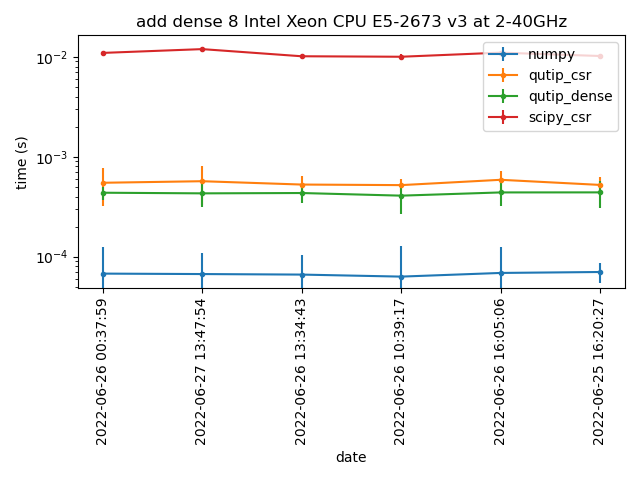 add dense 8 Intel Xeon CPU E5-2673 v3 at 2-40GHz
numpy
qutip_csr
qutip_dense
scipy_csr
time (s)
10⁻²
10⁻³
10⁻⁴
2022-06-26 00:37:59
2022-06-27 13:47:54
2022-06-26 13:34:43
2022-06-26 10:39:17
2022-06-26 16:05:06
2022-06-25 16:20:27
date